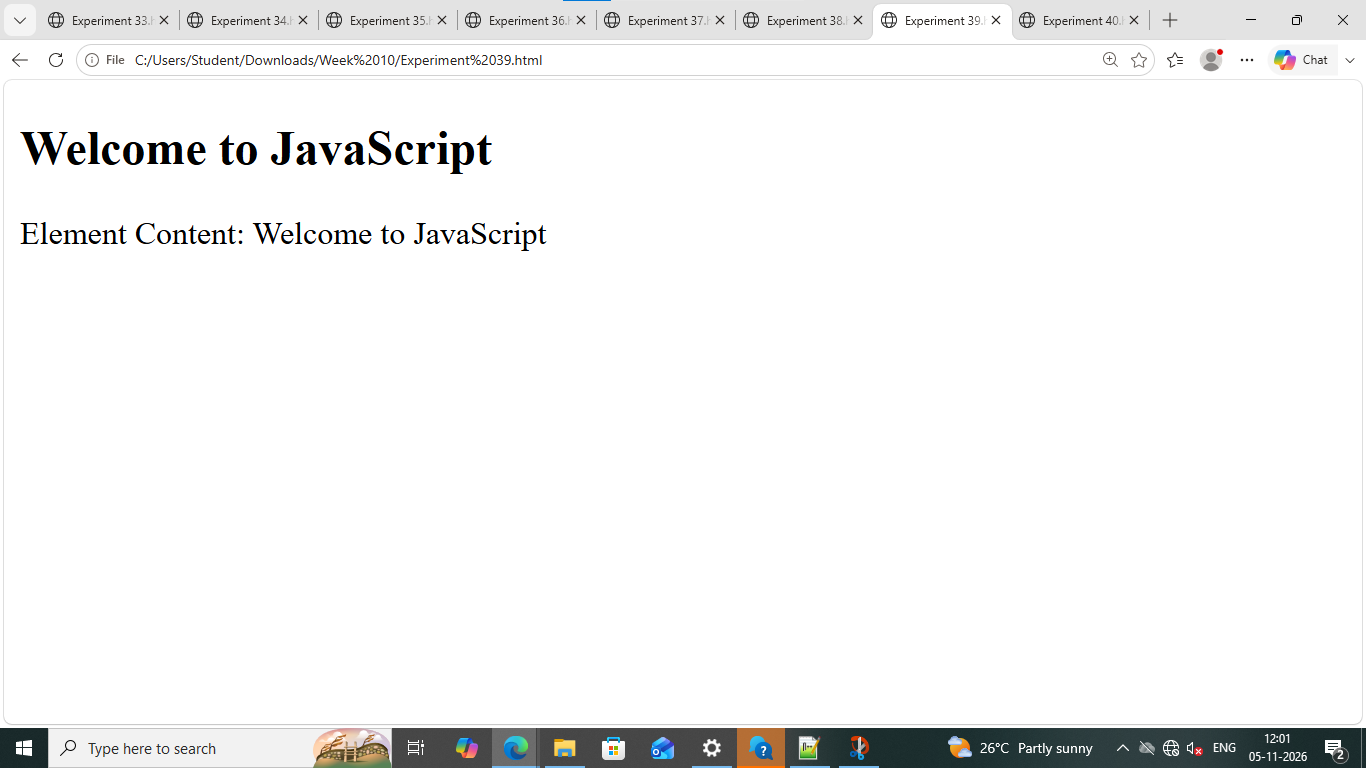 Experiment 33.
Experiment 34.
Experiment 35.
Experiment 36.
Experiment 37.
Experiment 38.
Experiment 39.
Experiment 40.
File C:/Users/Student/Downloads/Week%2010/Experiment%2039.html
Chat
Welcome to JavaScript
Element Content: Welcome to JavaScript
Type here to search
26°C Partly sunny
ENG
12:01
05-11-2026
2